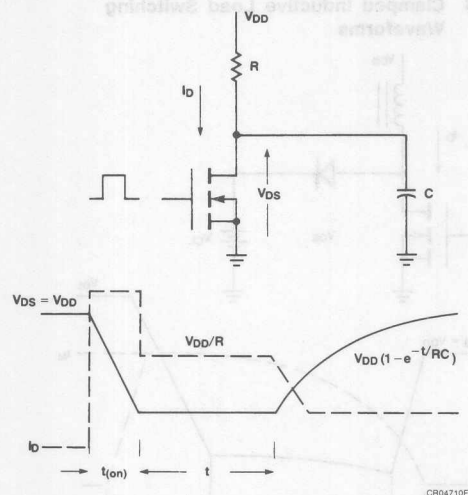 Clamped Inductive Load Switching
Waveforms
VDD
R
ID
VDS
C
VDS = VDD
VDD/R
VDD (1-e^-t/RC)
ID
t(on)
t
CR04710F